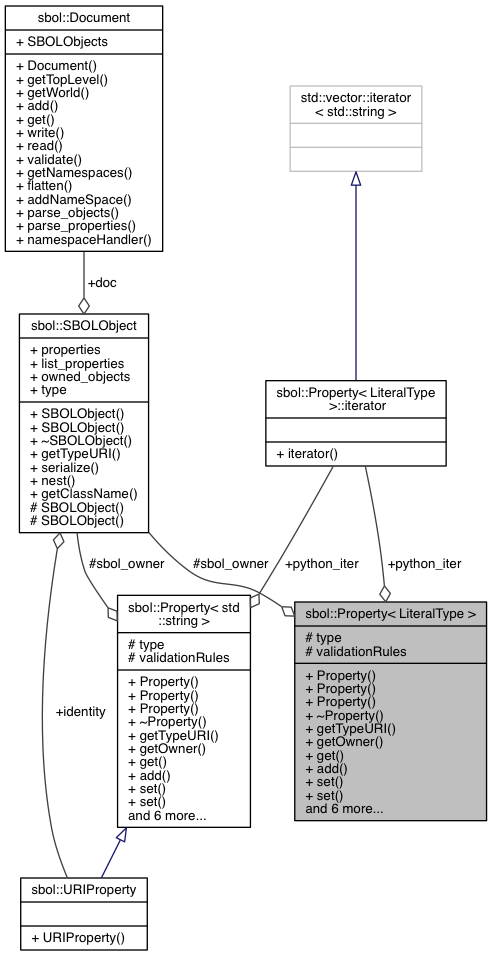 sbol::Document
+ SBOLObjects
+ Document()
+ getTopLevel()
+ getWorld()
+ add()
+ get()
+ write()
+ read()
+ validate()
+ getNamespaces()
+ flatten()
+ addNameSpace()
+ parse_objects()
+ parse_properties()
+ namespaceHandler()
std::vector::iterator
< std::string >
+doc
sbol::SBOLObject
+ properties
+ list_properties
+ owned_objects
+ type
+ SBOLObject()
+ SBOLObject()
+ ~SBOLObject()
+ getTypeURI()
+ serialize()
+ nest()
+ getClassName()
# SBOLObject()
# SBOLObject()
sbol::Property< LiteralType
>::iterator
+ iterator()
#sbol_owner
#sbol_owner
+python_iter
+python_iter
sbol::Property< std
::string >
# type
# validationRules
+ Property()
+ Property()
+ Property()
+ ~Property()
+ getTypeURI()
+ getOwner()
+ get()
+ add()
+ set()
+ set()
and 6 more...
sbol::Property< LiteralType >
# type
# validationRules
+ Property()
+ Property()
+ Property()
+ ~Property()
+ getTypeURI()
+ getOwner()
+ get()
+ add()
+ set()
+ set()
and 6 more...
+identity
sbol::URIProperty
+ URIProperty()